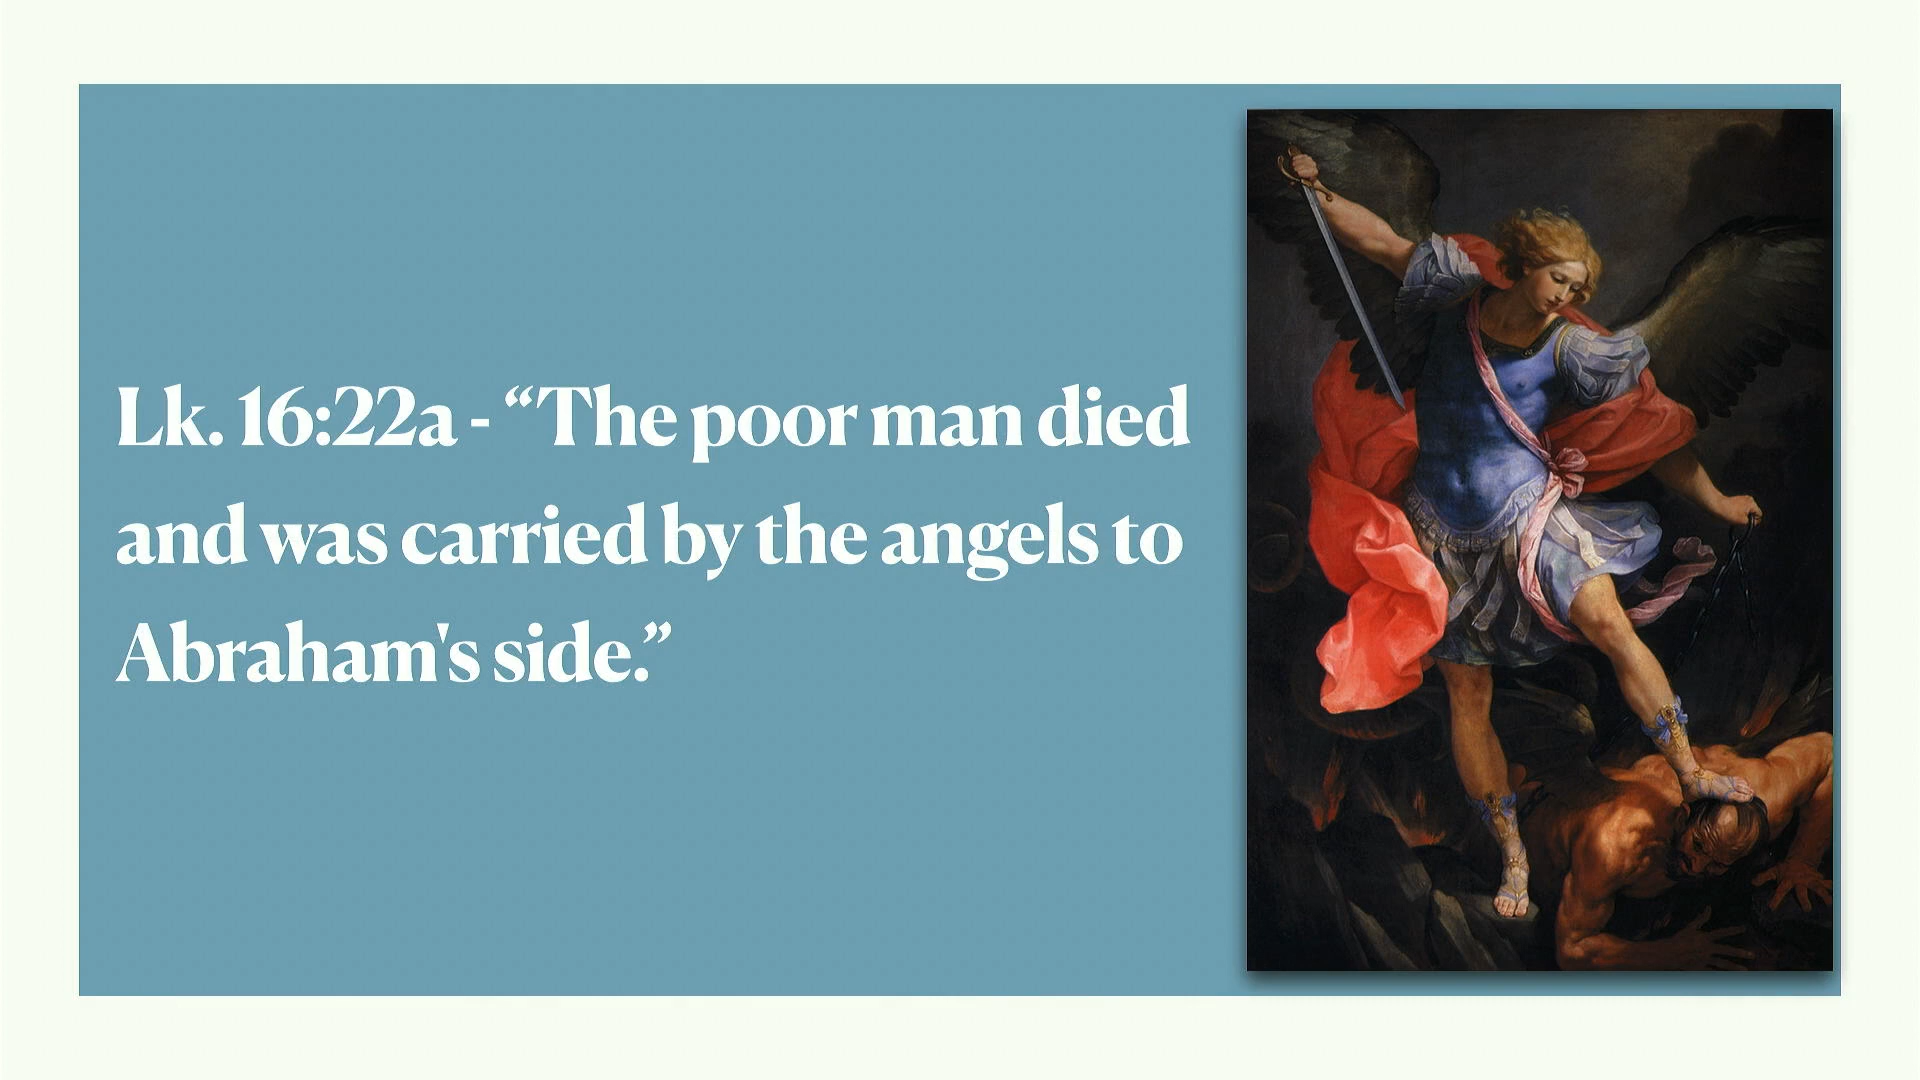 Lk. 16:22a - “The poor man died
and was carried by the angels to
Abraham's side.”